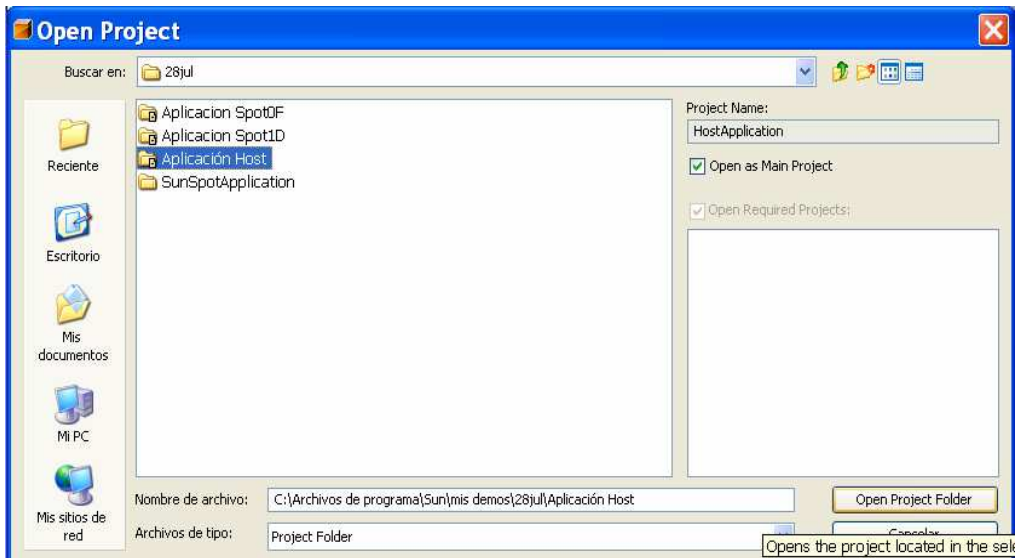 Open Project
Buscar en:
28jul
Reciente
Escritorio
Mis
documentos
Mi PC
Mis sitios de
red
Aplicacion Spot0F
Aplicacion Spot1D
Aplicación Host
SunSpotApplication
Project Name:
HostApplication
Open as Main Project
Open Required Projects:
Nombre de archivo:
C:\Archivos de programa\Sun\mis demos\28jul\Aplicación Host
Open Project Folder
Archivos de tipo:
Project Folder
Cancelar
Opens the project located in the sele